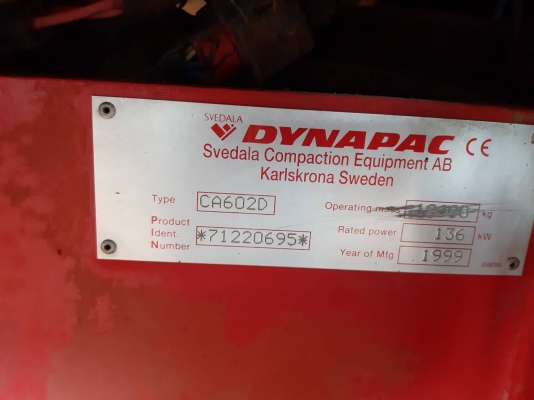 SVEDALA
DYNAPAC CE
Svedala Compaction Equipment AB
Karlskrona Sweden
Type CA602D
Operating kg
Product
Ident. *71220695*
Number
Rated power 136 kW
Year of Mfg 1999